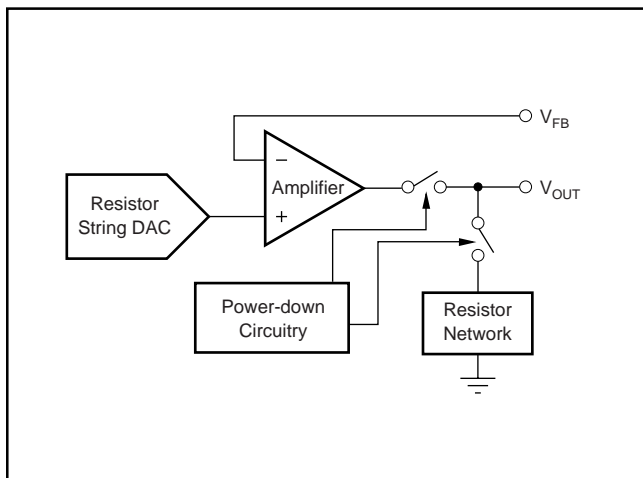 V_FB
−
Amplifier
+
V_OUT
Resistor
String DAC
Power-down
Circuitry
Resistor
Network